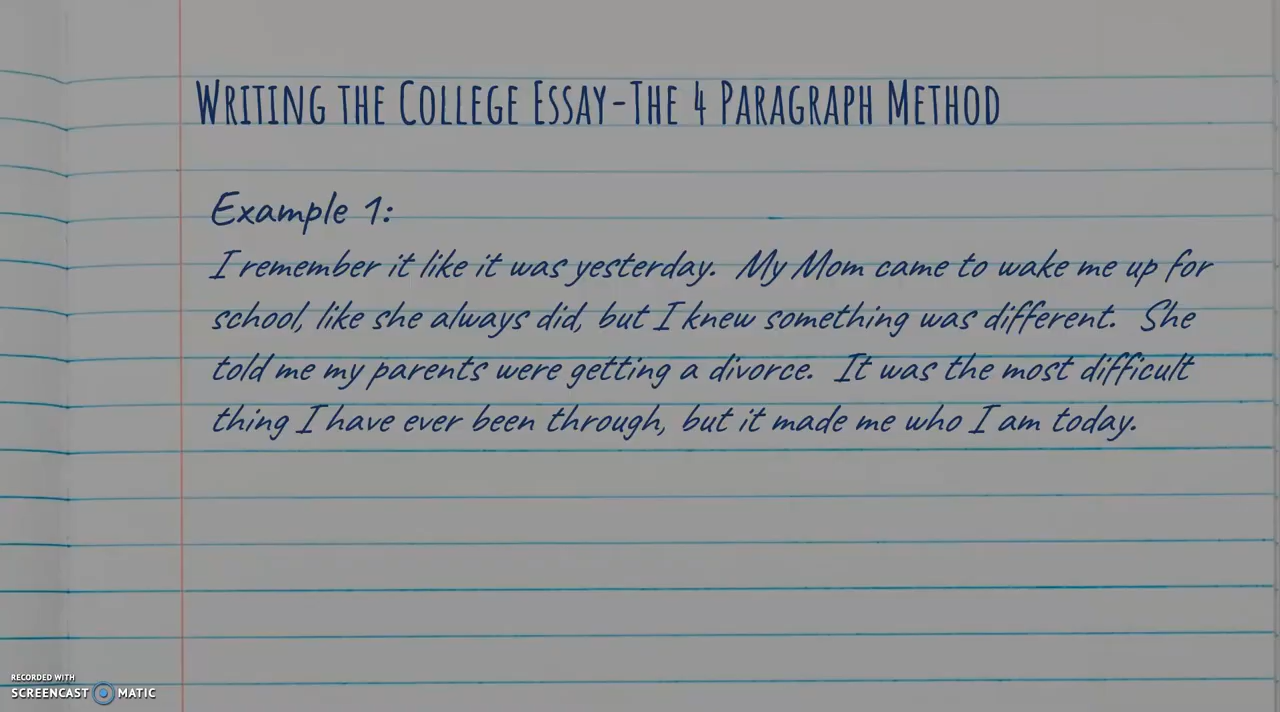 Writing the College Essay-The 4 Paragraph Method
Example 1:
I remember it like it was yesterday. My Mom came to wake me up for
school, like she always did, but I knew something was different. She
told me my parents were getting a divorce. It was the most difficult
thing I have ever been through, but it made me who I am today.
RECORDED WITH
SCREENCAST MATIC